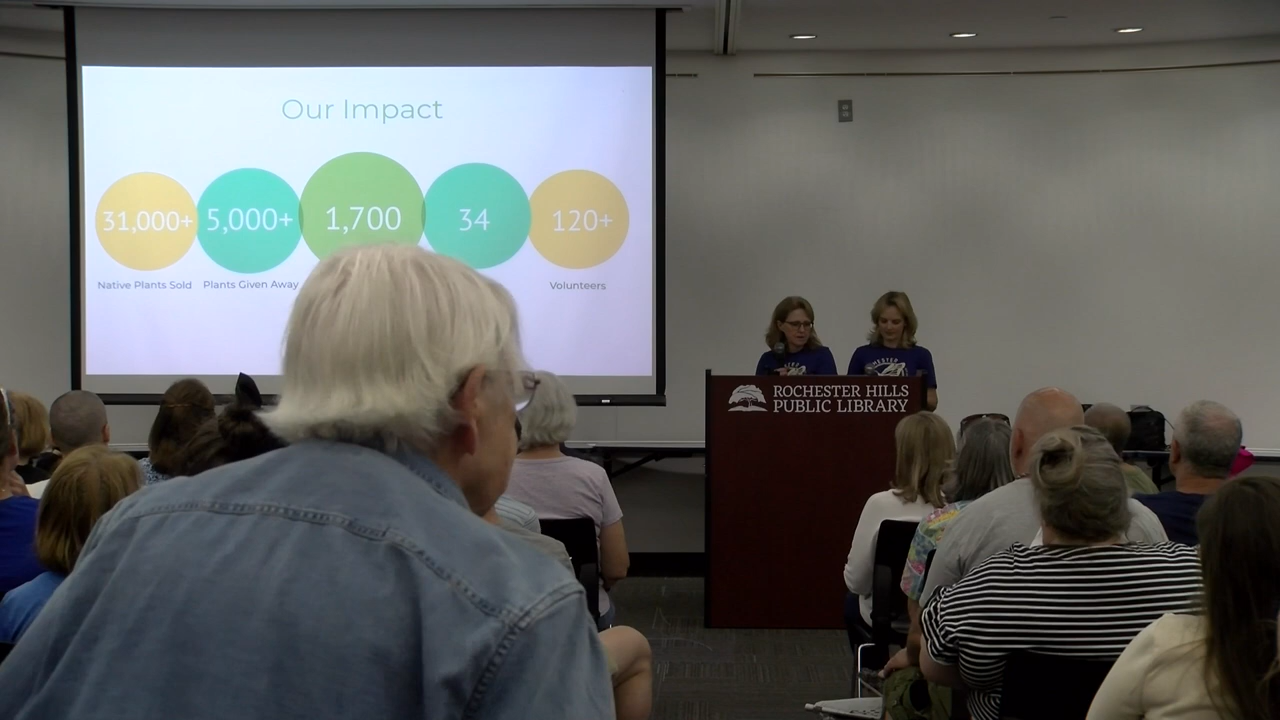 Our Impact
31,000+ 5,000+ 1,700 34 120+
Native Plants Sold Plants Given Away Volunteers
ROCHESTER HILLS
PUBLIC LIBRARY